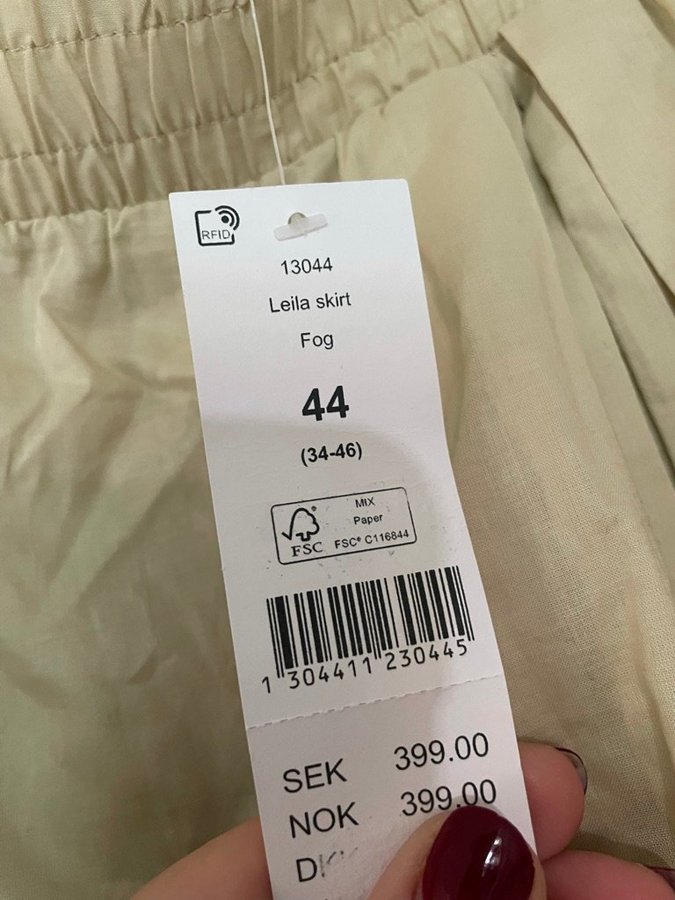 RFID
13044
Leila skirt
Fog
44
(34-46)
MIX
Paper
FSC® C116844
FSC
1 304411 230445
SEK 399.00
NOK 399.00